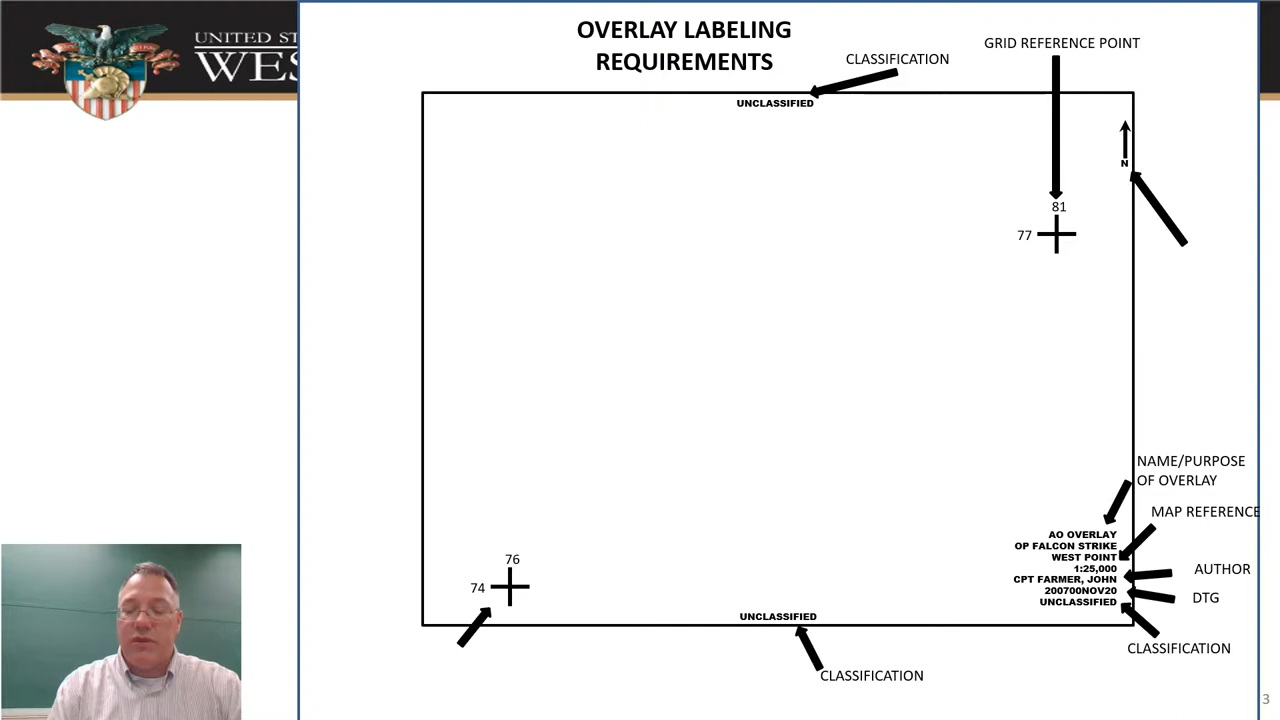 UNITED ST
WES
OVERLAY LABELING
REQUIREMENTS
GRID REFERENCE POINT
CLASSIFICATION
UNCLASSIFIED
N
81
77
NAME/PURPOSE
OF OVERLAY
MAP REFERENCE
AO OVERLAY
OP FALCON STRIKE
WEST POINT
1:25,000
CPT FARMER, JOHN
200700NOV20
UNCLASSIFIED
AUTHOR
DTG
CLASSIFICATION
76
74
UNCLASSIFIED
CLASSIFICATION
3